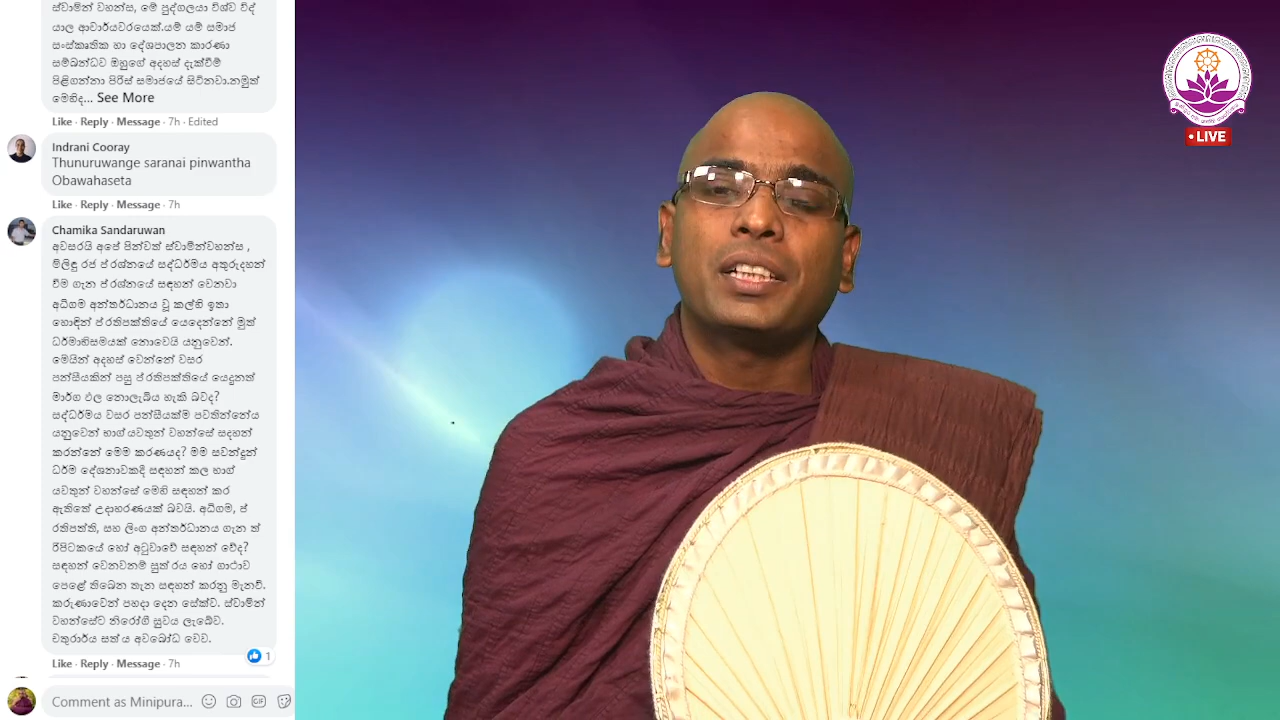 ස්වාමින් වහන්ස, මේ පුද්ගලයා විශ්ව විද්
යාල ආචාර්යවරයෙක්.යම් යම් සමාජ
සංස්කෘතික හා දේශපාලන කාරණා
සම්බන්ධව ඔහුගේ අදහස් දැක්වීම්
පිළිගන්නා පිරිස් සමාජයේ සිටිනවා.නමුත්
මෙහිද... See More
Like · Reply · Message · 7h · Edited
Indrani Cooray
Thunuruwange saranai pinwantha
Obawahaseta
Like · Reply · Message · 7h
Chamika Sandaruwan
අවසරයි අපේ පින්වත් ස්වාමින්වහන්ස ,
මිලිඳු රජ ප්රශ්නයේ සද්ධර්මය අතුරුදහන්
වීම ගැන ප්රශ්නයේ සඳහන් වෙනවා
අධිගම අන්තර්ධානය වූ කල්හි ඉතා
හොඳින් ප්රතිපක්තියේ යෙදෙන්නේ මුත්
ධර්මාභිසමයක් නොවෙයි යනුවෙන්.
මෙයින් අදහස් වෙන්නේ වසර
පන්සීයකින් පසු ප්රතිපක්තියේ යෙදුනත්
මාර්ග ඵල නොලැබිය හැකි බවද?
සද්ධර්මය වසර පන්සීයක්ම පවතින්නේය
යනුවෙන් භාග්යවතුන් වහන්සේ සදහන්
කරන්නේ මෙම කරණයද? මම සවන්දුන්
ධර්ම දේශනාවකදී සඳහන් කල භාග්
යවතුන් වහන්සේ මෙහි සඳහන් කර
ඇත්තේ උදාහරණයක් බවයි. අධිගම, ප්
රතිපක්ති, සහ ලිංග අන්තර්ධානය ගැන ත්
රිපිටකයේ හෝ අටුවාවේ සඳහන් වේද?
සඳහන් වෙනවනම් සුත්රය හෝ ගාථාව
පෙළේ තිබෙන තැන සඳහන් කරනු මැනවි.
කරුණාවෙන් පහදා දෙන සේක්ව. ස්වාමින්
වහන්සේට නිරෝගී සුවය ලැබේව.
චතුරාර්ය සත්ය අවබෝධ වේව.
1
Like · Reply · Message · 7h
Comment as Minipura...
GIF
LIVE